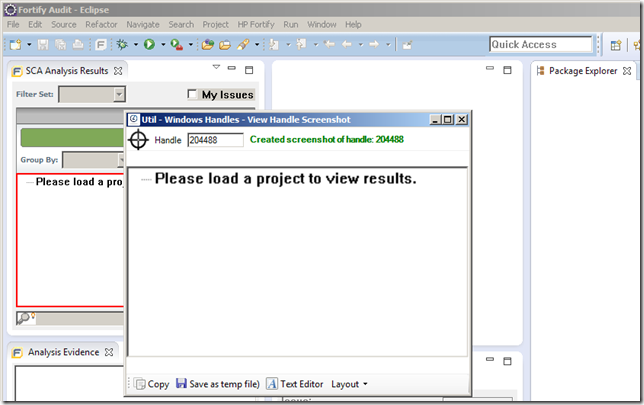 Fortify Audit - Eclipse
File Edit Source Refactor Navigate Search Project HP Fortify Run Window Help
Quick Access
SCA Analysis Results
Package Explorer
Filter Set:
My Issues
Util - Windows Handles - View Handle Screenshot
Handle 204488 Created screenshot of handle: 204488
Group By:
Please load a proj
Please load a project to view results.
Analysis Evidence
Copy Save as temp file) Text Editor Layout
Issue: